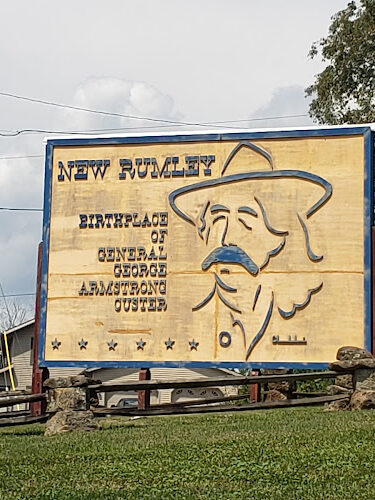 NEW RUMLEY
BIRTHPLACE
OF
GENERAL
GEORGE
ARMSTRONG
CUSTER